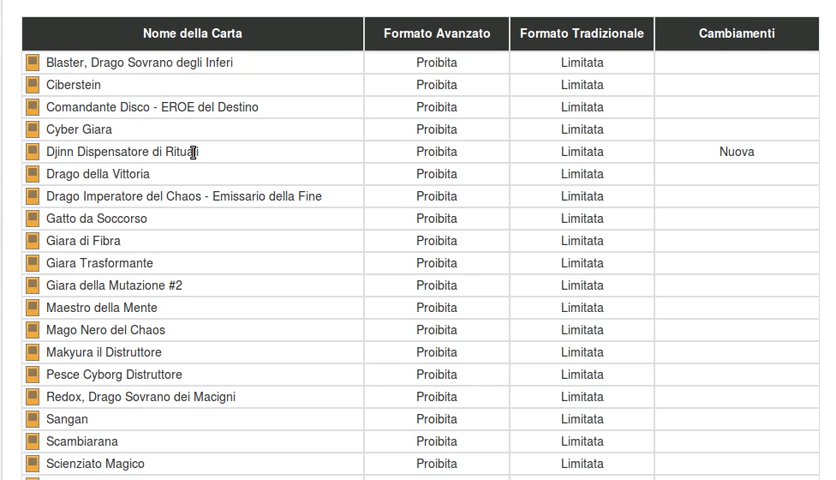 Nome della Carta Formato Avanzato Formato Tradizionale Cambiamenti
Blaster, Drago Sovrano degli Inferi Proibita Limitata
Ciberstein Proibita Limitata
Comandante Disco - EROE del Destino Proibita Limitata
Cyber Giara Proibita Limitata
Djinn Dispensatore di Rituali Proibita Limitata Nuova
Drago della Vittoria Proibita Limitata
Drago Imperatore del Chaos - Emissario della Fine Proibita Limitata
Gatto da Soccorso Proibita Limitata
Giara di Fibra Proibita Limitata
Giara Trasformante Proibita Limitata
Giara della Mutazione #2 Proibita Limitata
Maestro della Mente Proibita Limitata
Mago Nero del Chaos Proibita Limitata
Makyura il Distruttore Proibita Limitata
Pesce Cyborg Distruttore Proibita Limitata
Redox, Drago Sovrano dei Macigni Proibita Limitata
Sangan Proibita Limitata
Scambiarana Proibita Limitata
Scienziato Magico Proibita Limitata